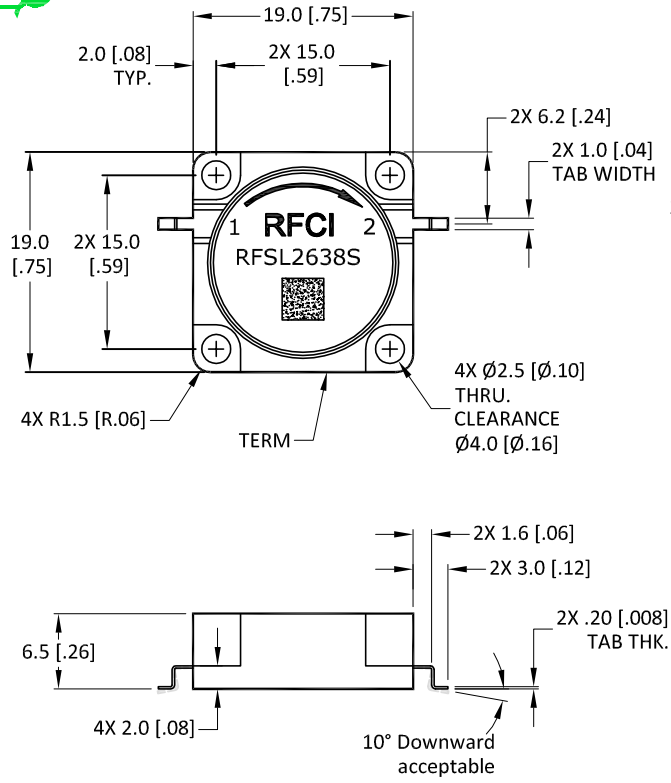 19.0 [.75]
2.0 [.08]
TYP.
2X 15.0
[.59]
2X 6.2 [.24]
2X 1.0 [.04]
TAB WIDTH
19.0
[.75]
2X 15.0
[.59]
1
RFCI
2
RFSL2638S
4X R1.5 [R.06]
TERM
4X Ø2.5 [Ø.10]
THRU.
CLEARANCE
Ø4.0 [Ø.16]
2X 1.6 [.06]
2X 3.0 [.12]
2X .20 [.008]
TAB THK.
6.5 [.26]
4X 2.0 [.08]
10° Downward
acceptable